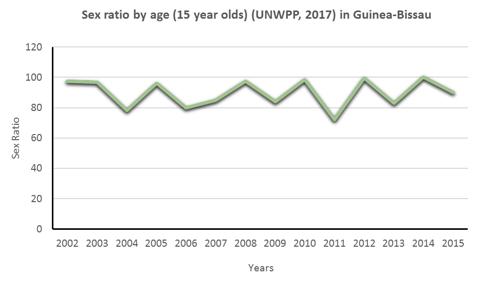 Sex ratio by age (15 year olds) (UNWPP, 2017) in Guinea-Bissau
120
100
80
60
40
20
0
Sex Ratio
2002 2003 2004 2005 2006 2007 2008 2009 2010 2011 2012 2013 2014 2015
Years